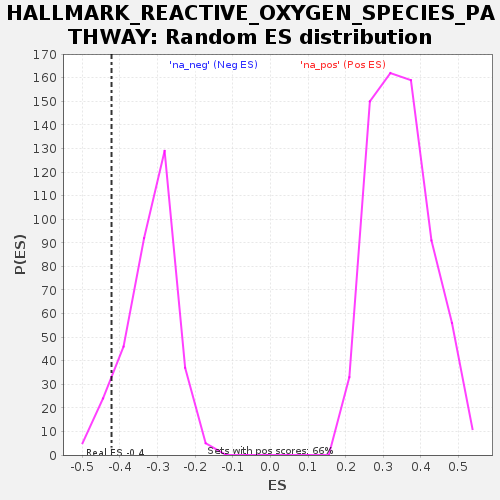 HALLMARK_REACTIVE_OXYGEN_SPECIES_PA
THWAY: Random ES distribution
'na_neg' (Neg ES) 'na_pos' (Pos ES)
170
160
150
140
130
120
110
100
90
80
70
60
50
40
30
20
10
0
P(ES)
Real ES -0.4
Sets with pos scores: 66%
-0.5 -0.4 -0.3 -0.2 -0.1 0.0 0.1 0.2 0.3 0.4 0.5
ES